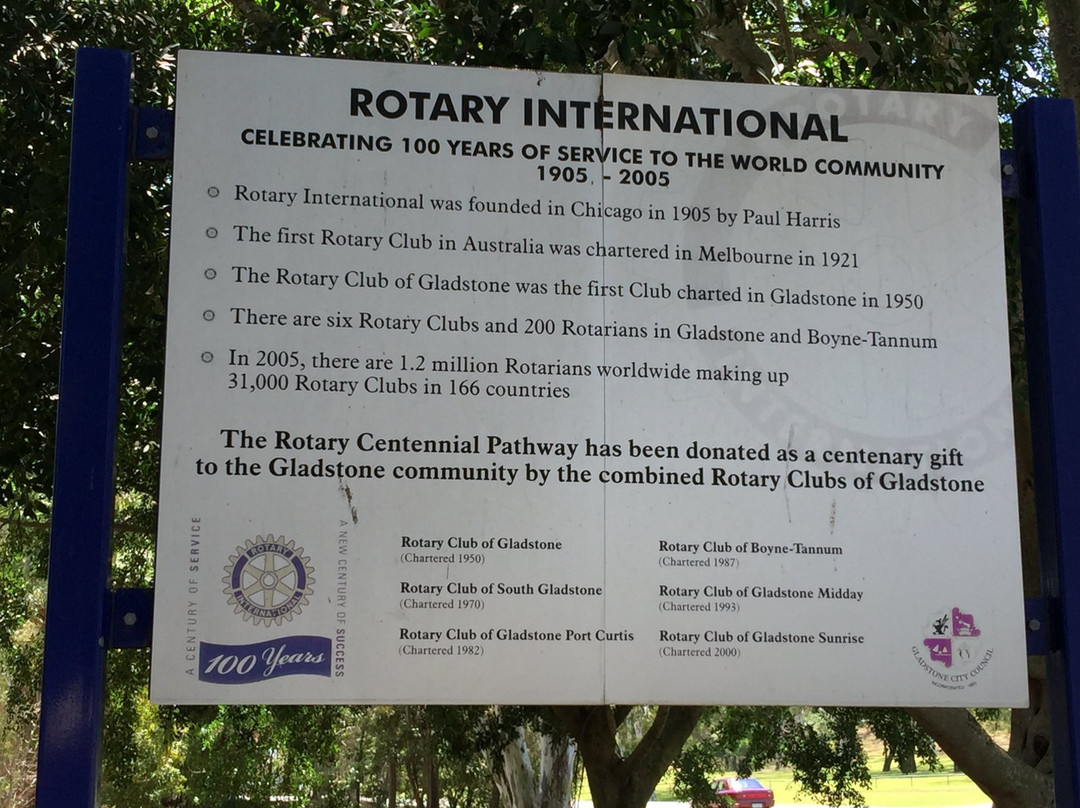 ROTARY INTERNATIONAL
CELEBRATING 100 YEARS OF SERVICE TO THE WORLD COMMUNITY
1905 - 2005
Rotary International was founded in Chicago in 1905 by Paul Harris
The first Rotary Club in Australia was chartered in Melbourne in 1921
The Rotary Club of Gladstone was the first Club charted in Gladstone in 1950
There are six Rotary Clubs and 200 Rotarians in Gladstone and Boyne-Tannum
In 2005, there are 1.2 million Rotarians worldwide making up
31,000 Rotary Clubs in 166 countries
The Rotary Centennial Pathway has been donated as a centenary gift
to the Gladstone community by the combined Rotary Clubs of Gladstone
A CENTURY OF SERVICE
ROTARY
INTERNATIONAL
100 Years
A NEW CENTURY OF SUCCESS
Rotary Club of Gladstone
(Chartered 1950)
Rotary Club of South Gladstone
(Chartered 1970)
Rotary Club of Gladstone Port Curtis
(Chartered 1982)
Rotary Club of Boyne-Tannum
(Chartered 1987)
Rotary Club of Gladstone Midday
(Chartered 1993)
Rotary Club of Gladstone Sunrise
(Chartered 2000)
GLADSTONE CITY COUNCIL
ROTARY
INTERNATIONAL